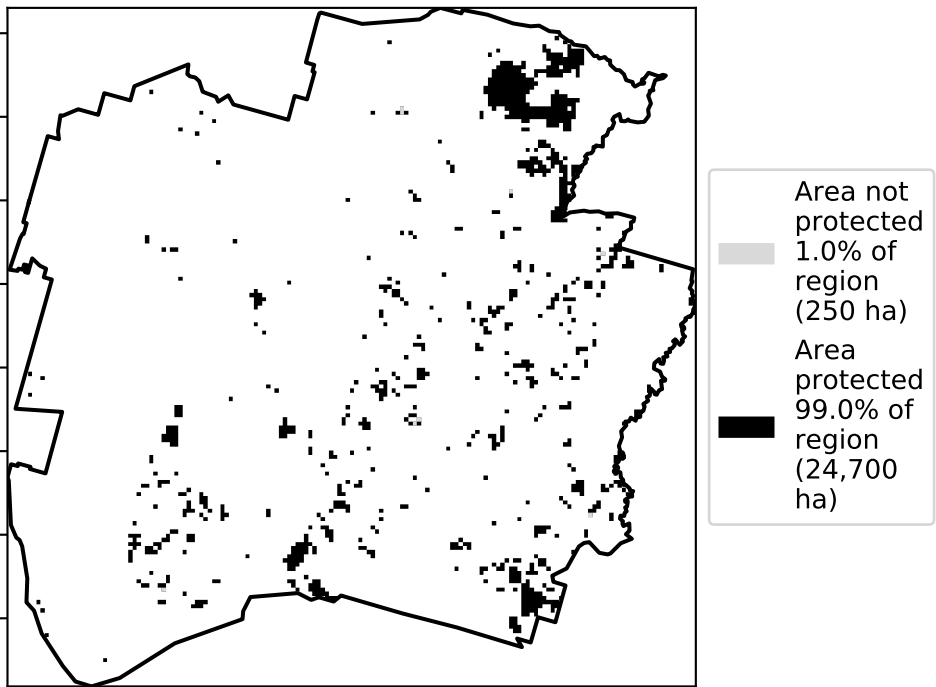 Area not
protected
1.0% of
region
(250 ha)
Area
protected
99.0% of
region
(24,700
ha)